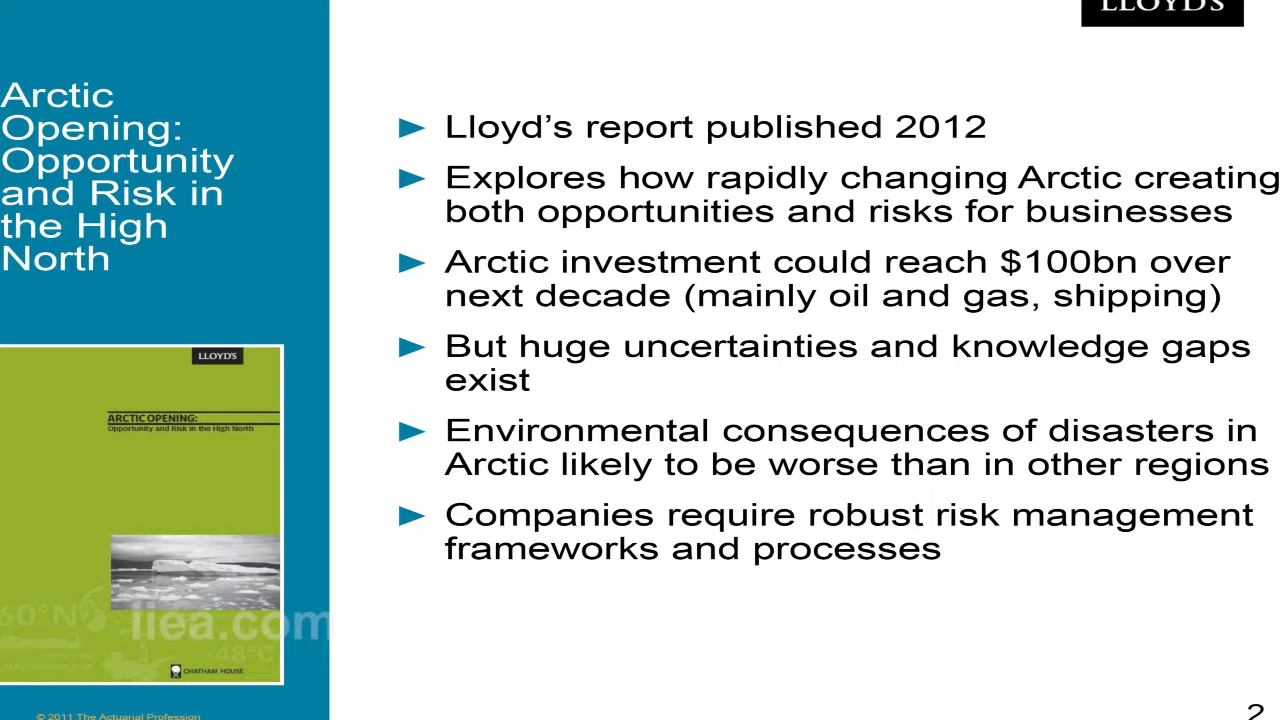 LLOYD'S
Arctic
Opening:
Opportunity
and Risk in
the High
North
► Lloyd's report published 2012
► Explores how rapidly changing Arctic creating
both opportunities and risks for businesses
► Arctic investment could reach $100bn over
next decade (mainly oil and gas, shipping)
► But huge uncertainties and knowledge gaps
exist
► Environmental consequences of disasters in
Arctic likely to be worse than in other regions
► Companies require robust risk management
frameworks and processes
LLOYD'S
ARCTIC OPENING:
Opportunity and Risk in the High North
60°N
iiea.com
-48°C
CHATHAM HOUSE
© 2011 The Actuarial Profession
2